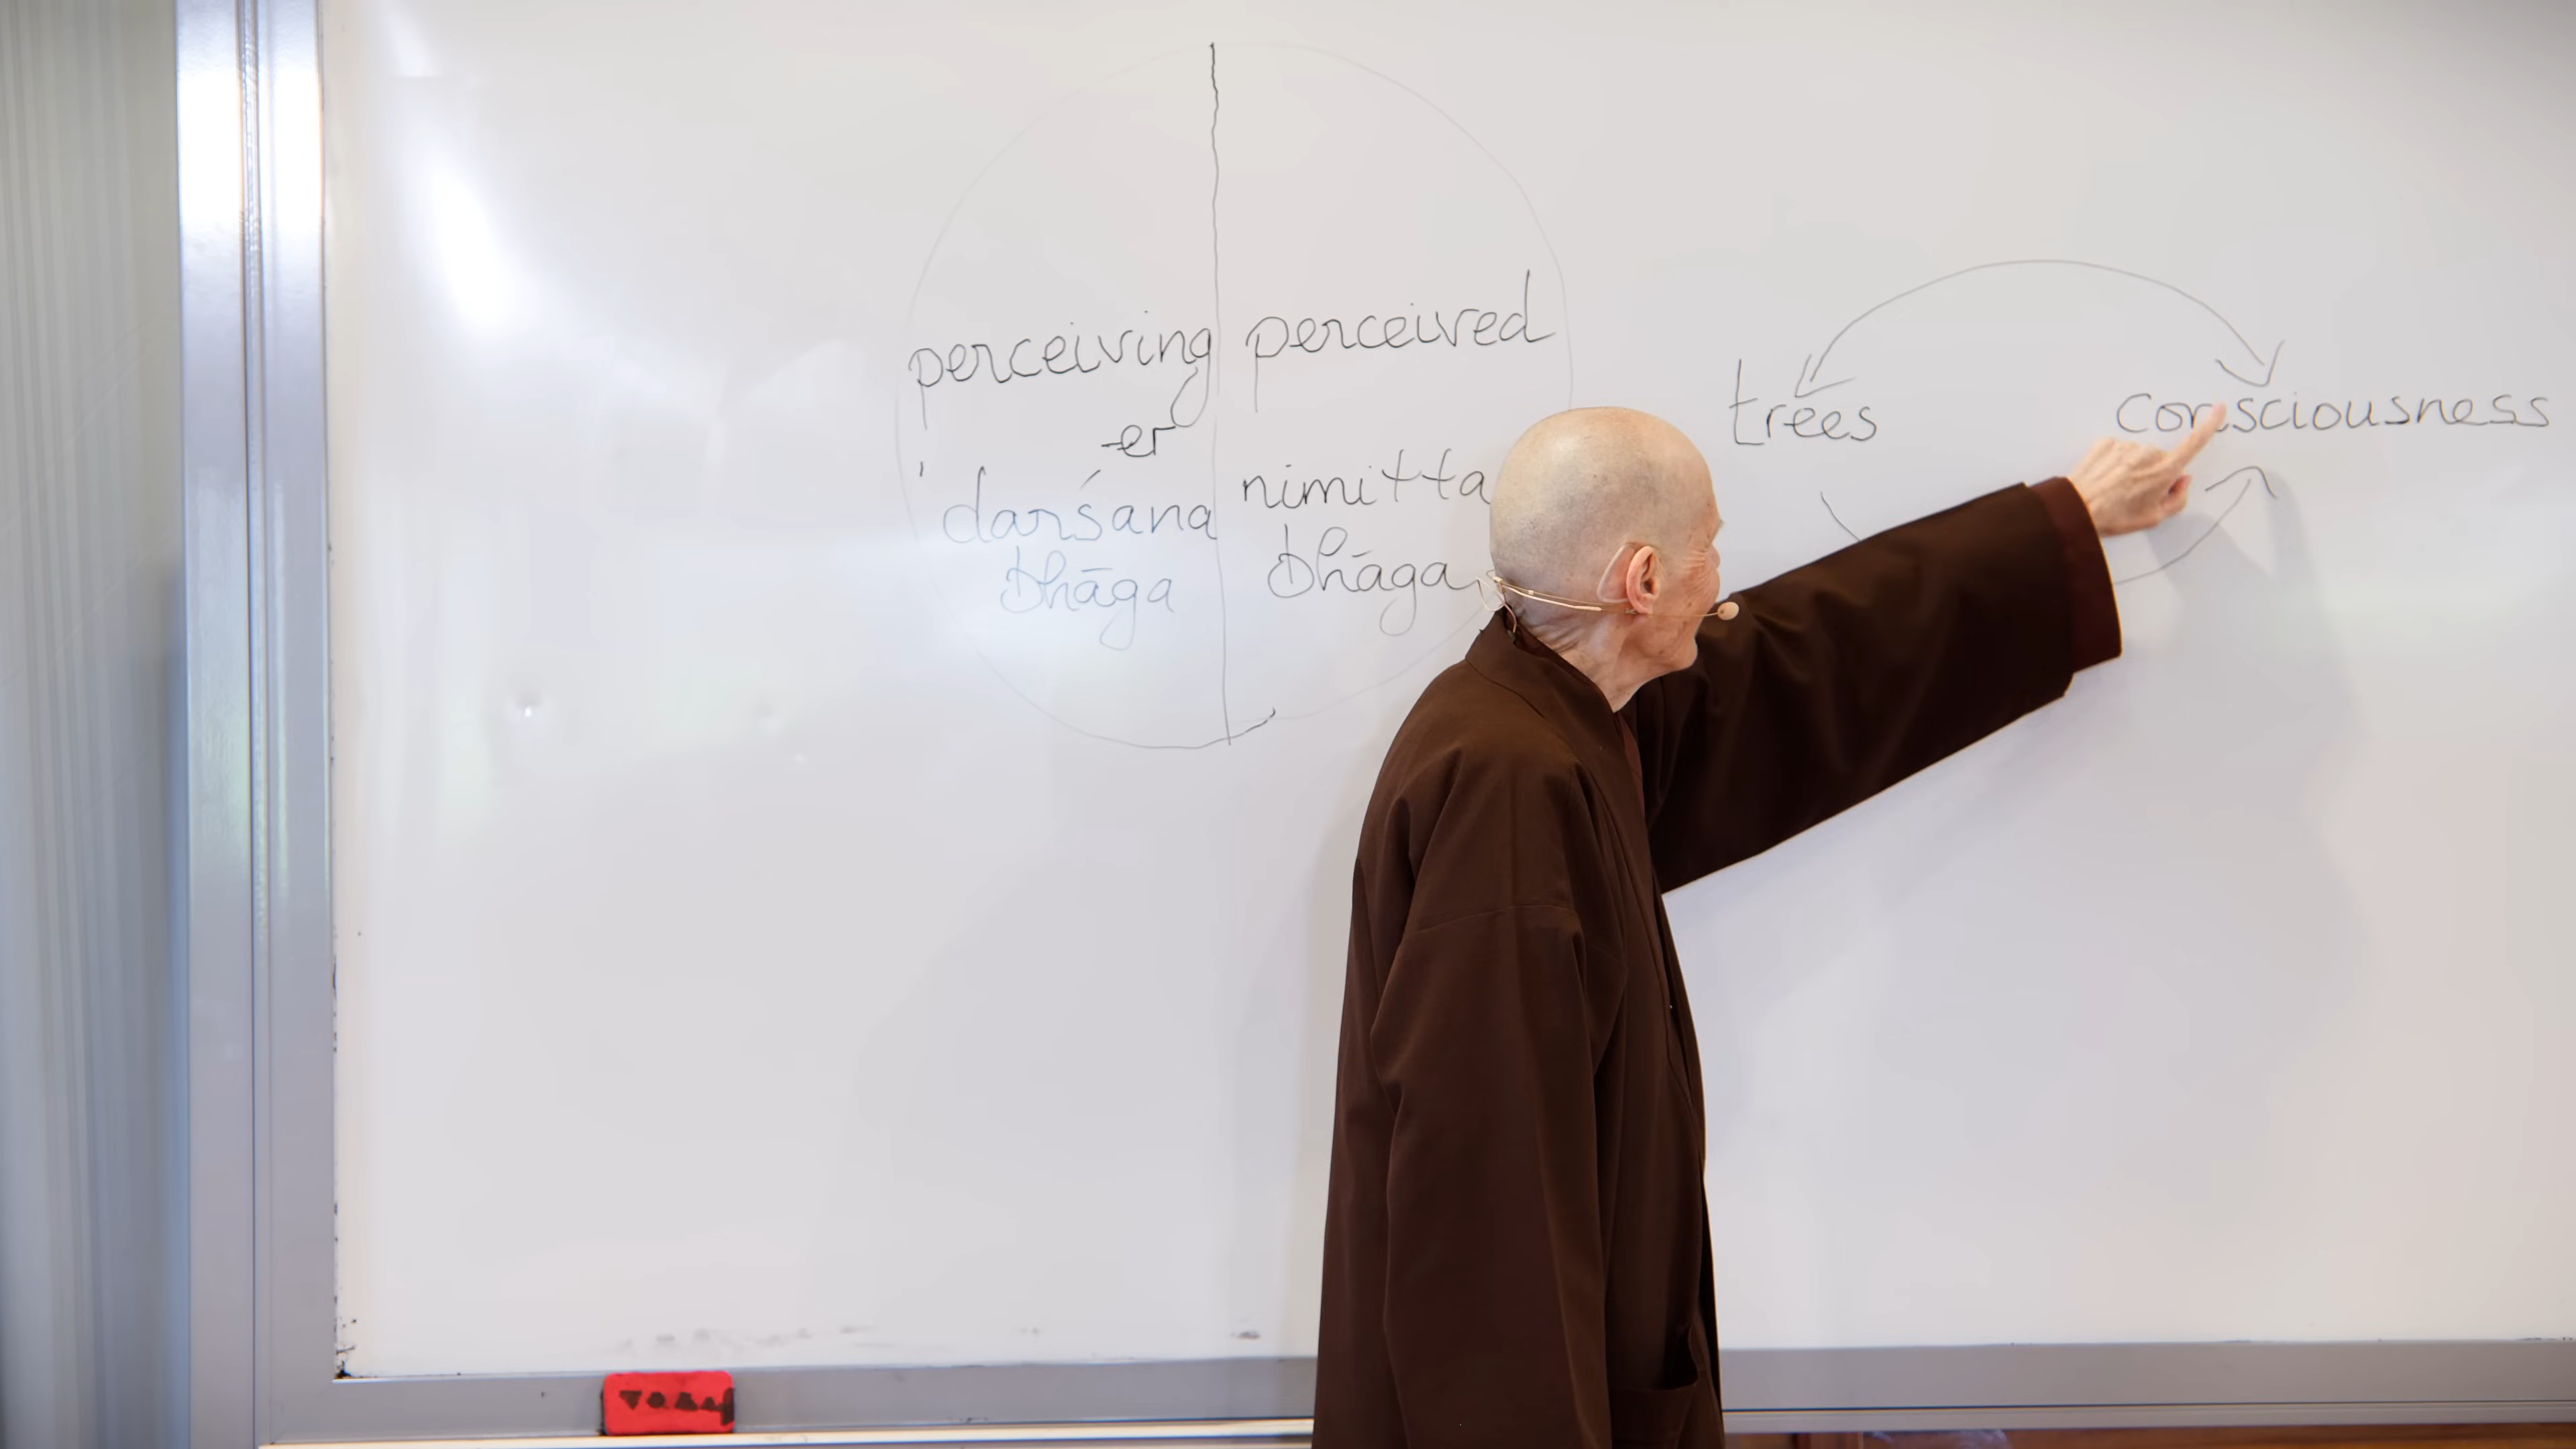 perceiving
-er
darśana
bhāga
perceived
nimitta
bhāga
trees
consciousness